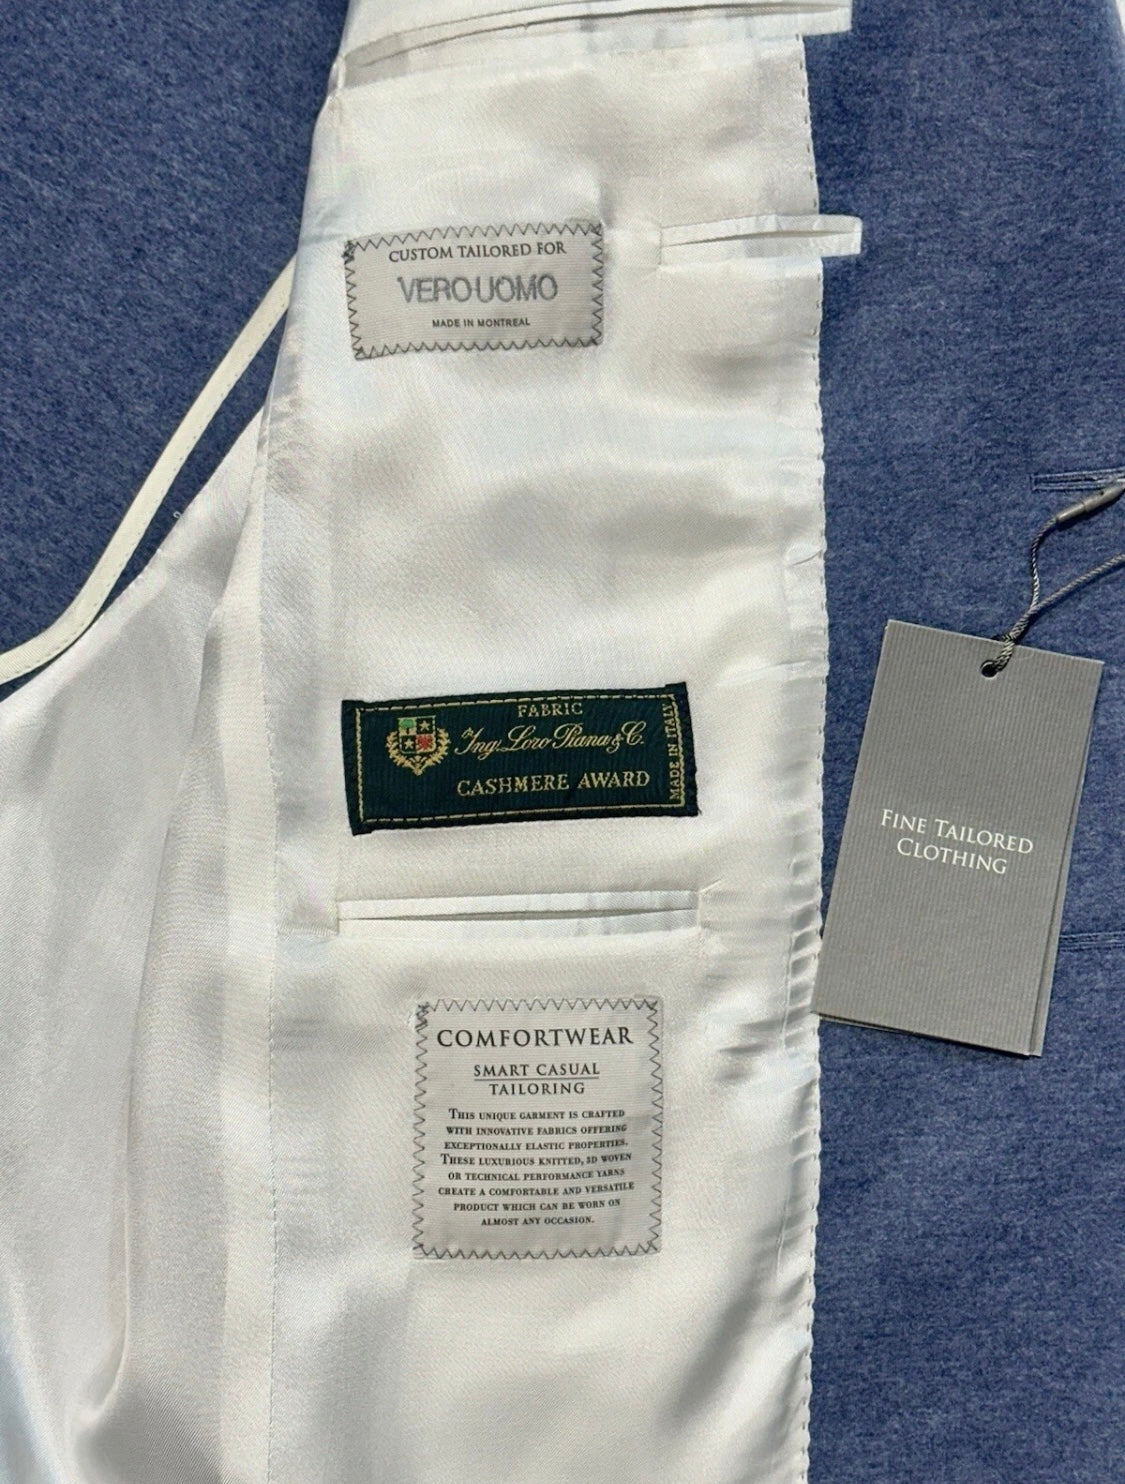 CUSTOM TAILORED FOR
VEROUOMO
MADE IN MONTREAL
FABRIC
Ing. Loro Piana & C.
CASHMERE AWARD
MADE IN ITALY
FINE TAILORED
CLOTHING
COMFORTWEAR
SMART CASUAL
TAILORING
THIS UNIQUE GARMENT IS CRAFTED
WITH INNOVATIVE FABRICS OFFERING
EXCEPTIONALLY ELASTIC PROPERTIES.
THESE LUXURIOUS KNITTED, 3D WOVEN
OR TECHNICAL PERFORMANCE YARNS
CREATE A COMFORTABLE AND VERSATILE
PRODUCT WHICH CAN BE WORN ON
ALMOST ANY OCCASION.